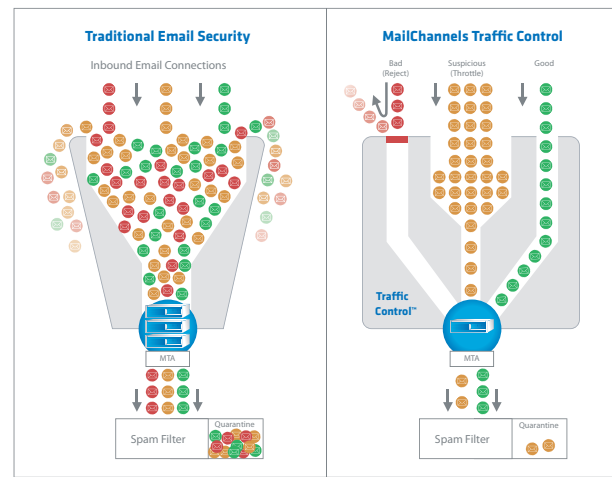 Traditional Email Security
Inbound Email Connections
MTA
Spam Filter
Quarantine
MailChannels Traffic Control
Bad
(Reject)
Suspicious
(Throttle)
Good
Traffic
Control™
MTA
Spam Filter
Quarantine